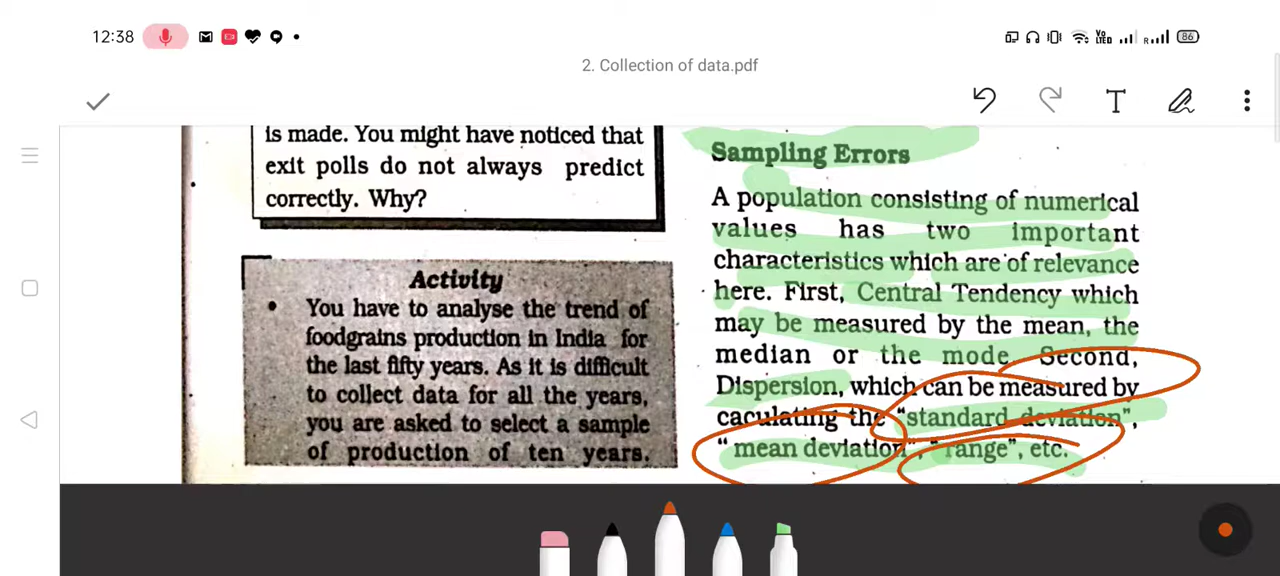 12:38
86
2. Collection of data.pdf
T
is made. You might have noticed that
exit polls do not always predict
correctly. Why?
Activity
• You have to analyse the trend of
foodgrains production in India for
the last fifty years. As it is difficult
to collect data for all the years,
you are asked to select a sample
of production of ten years.
Sampling Errors
A population consisting of numerical
values has two important
characteristics which are of relevance
here. First, Central Tendency which
may be measured by the mean, the
median or the mode. Second,
Dispersion, which can be measured by
caculating the "standard deviation",
"mean deviation", "range", etc.